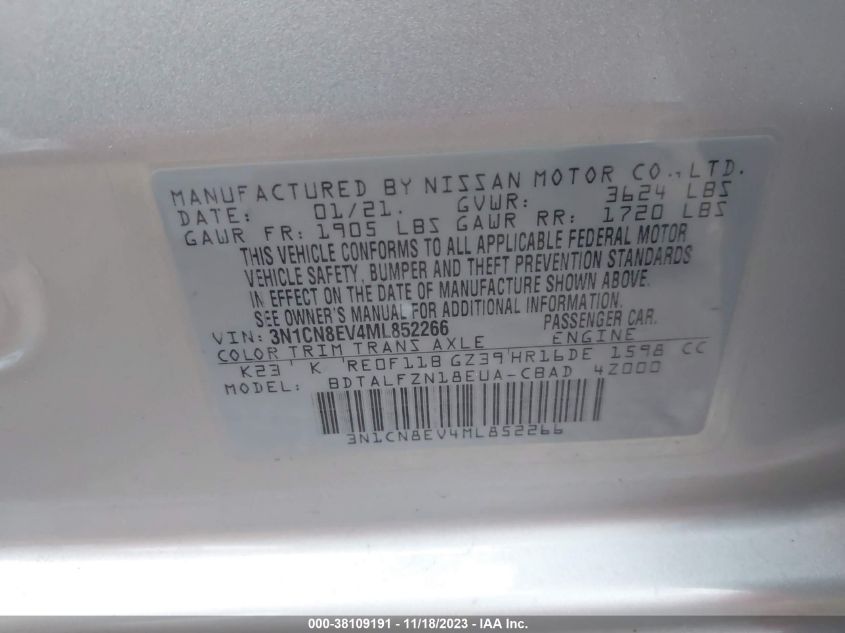 MANUFACTURED BY NISSAN MOTOR CO., LTD.
DATE: 01/21. GVWR: 3624 LBS
GAWR FR: 1905 LBS GAWR RR: 1720 LBS
THIS VEHICLE CONFORMS TO ALL APPLICABLE FEDERAL MOTOR
VEHICLE SAFETY, BUMPER AND THEFT PREVENTION STANDARDS
IN EFFECT ON THE DATE OF MANUFACTURE SHOWN ABOVE.
SEE OWNER'S MANUAL FOR ADDITIONAL INFORMATION.
VIN: 3N1CN8EV4ML852266 PASSENGER CAR.
COLOR TRIM TRANS AXLE ENGINE
K23 K RE0F11B GZ39 HR16DE 1598 CC
MODEL: BDTALFZN18EUA-CBAD 4Z000
3N1CN8EV4ML852266
000-38109191 - 11/18/2023 - IAA Inc.